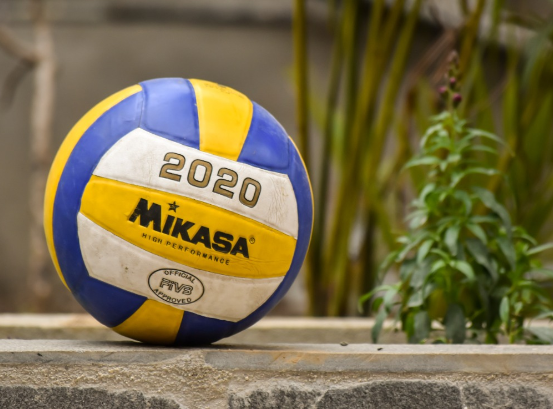 2020
MIKASA®
HIGH PERFORMANCE
OFFICIAL
FIVB
APPROVED